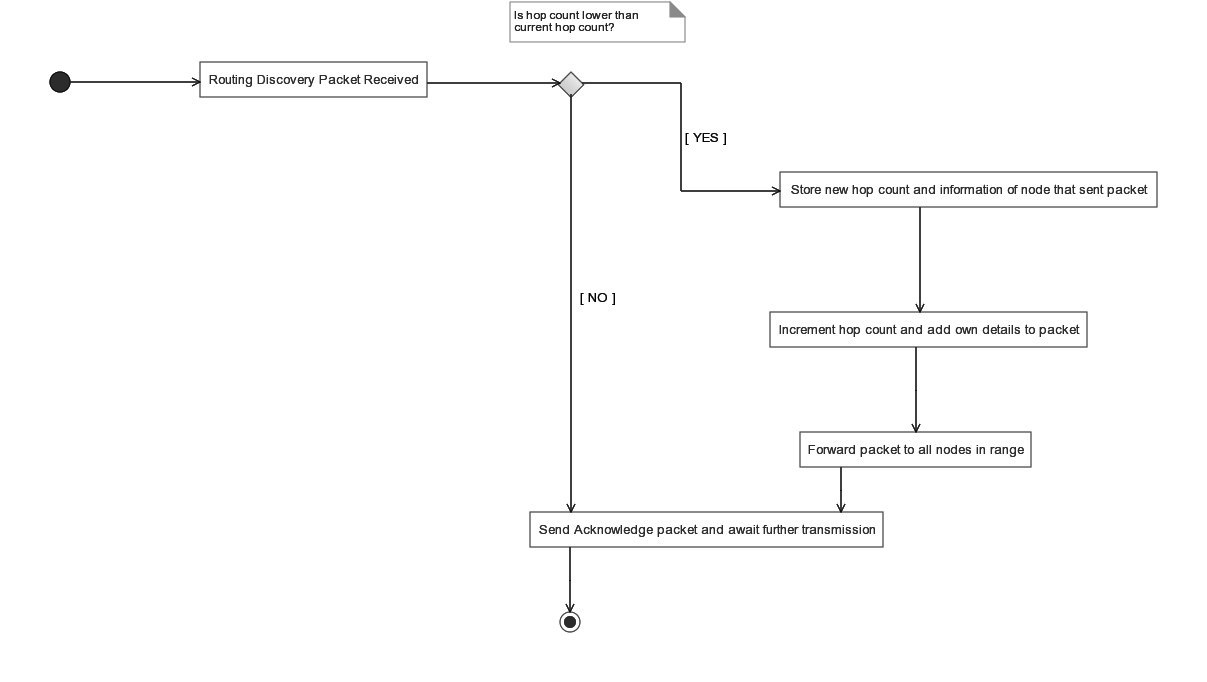 Is hop count lower than
current hop count?
Routing Discovery Packet Received
[ YES ]
Store new hop count and information of node that sent packet
[ NO ]
Increment hop count and add own details to packet
Forward packet to all nodes in range
Send Acknowledge packet and await further transmission